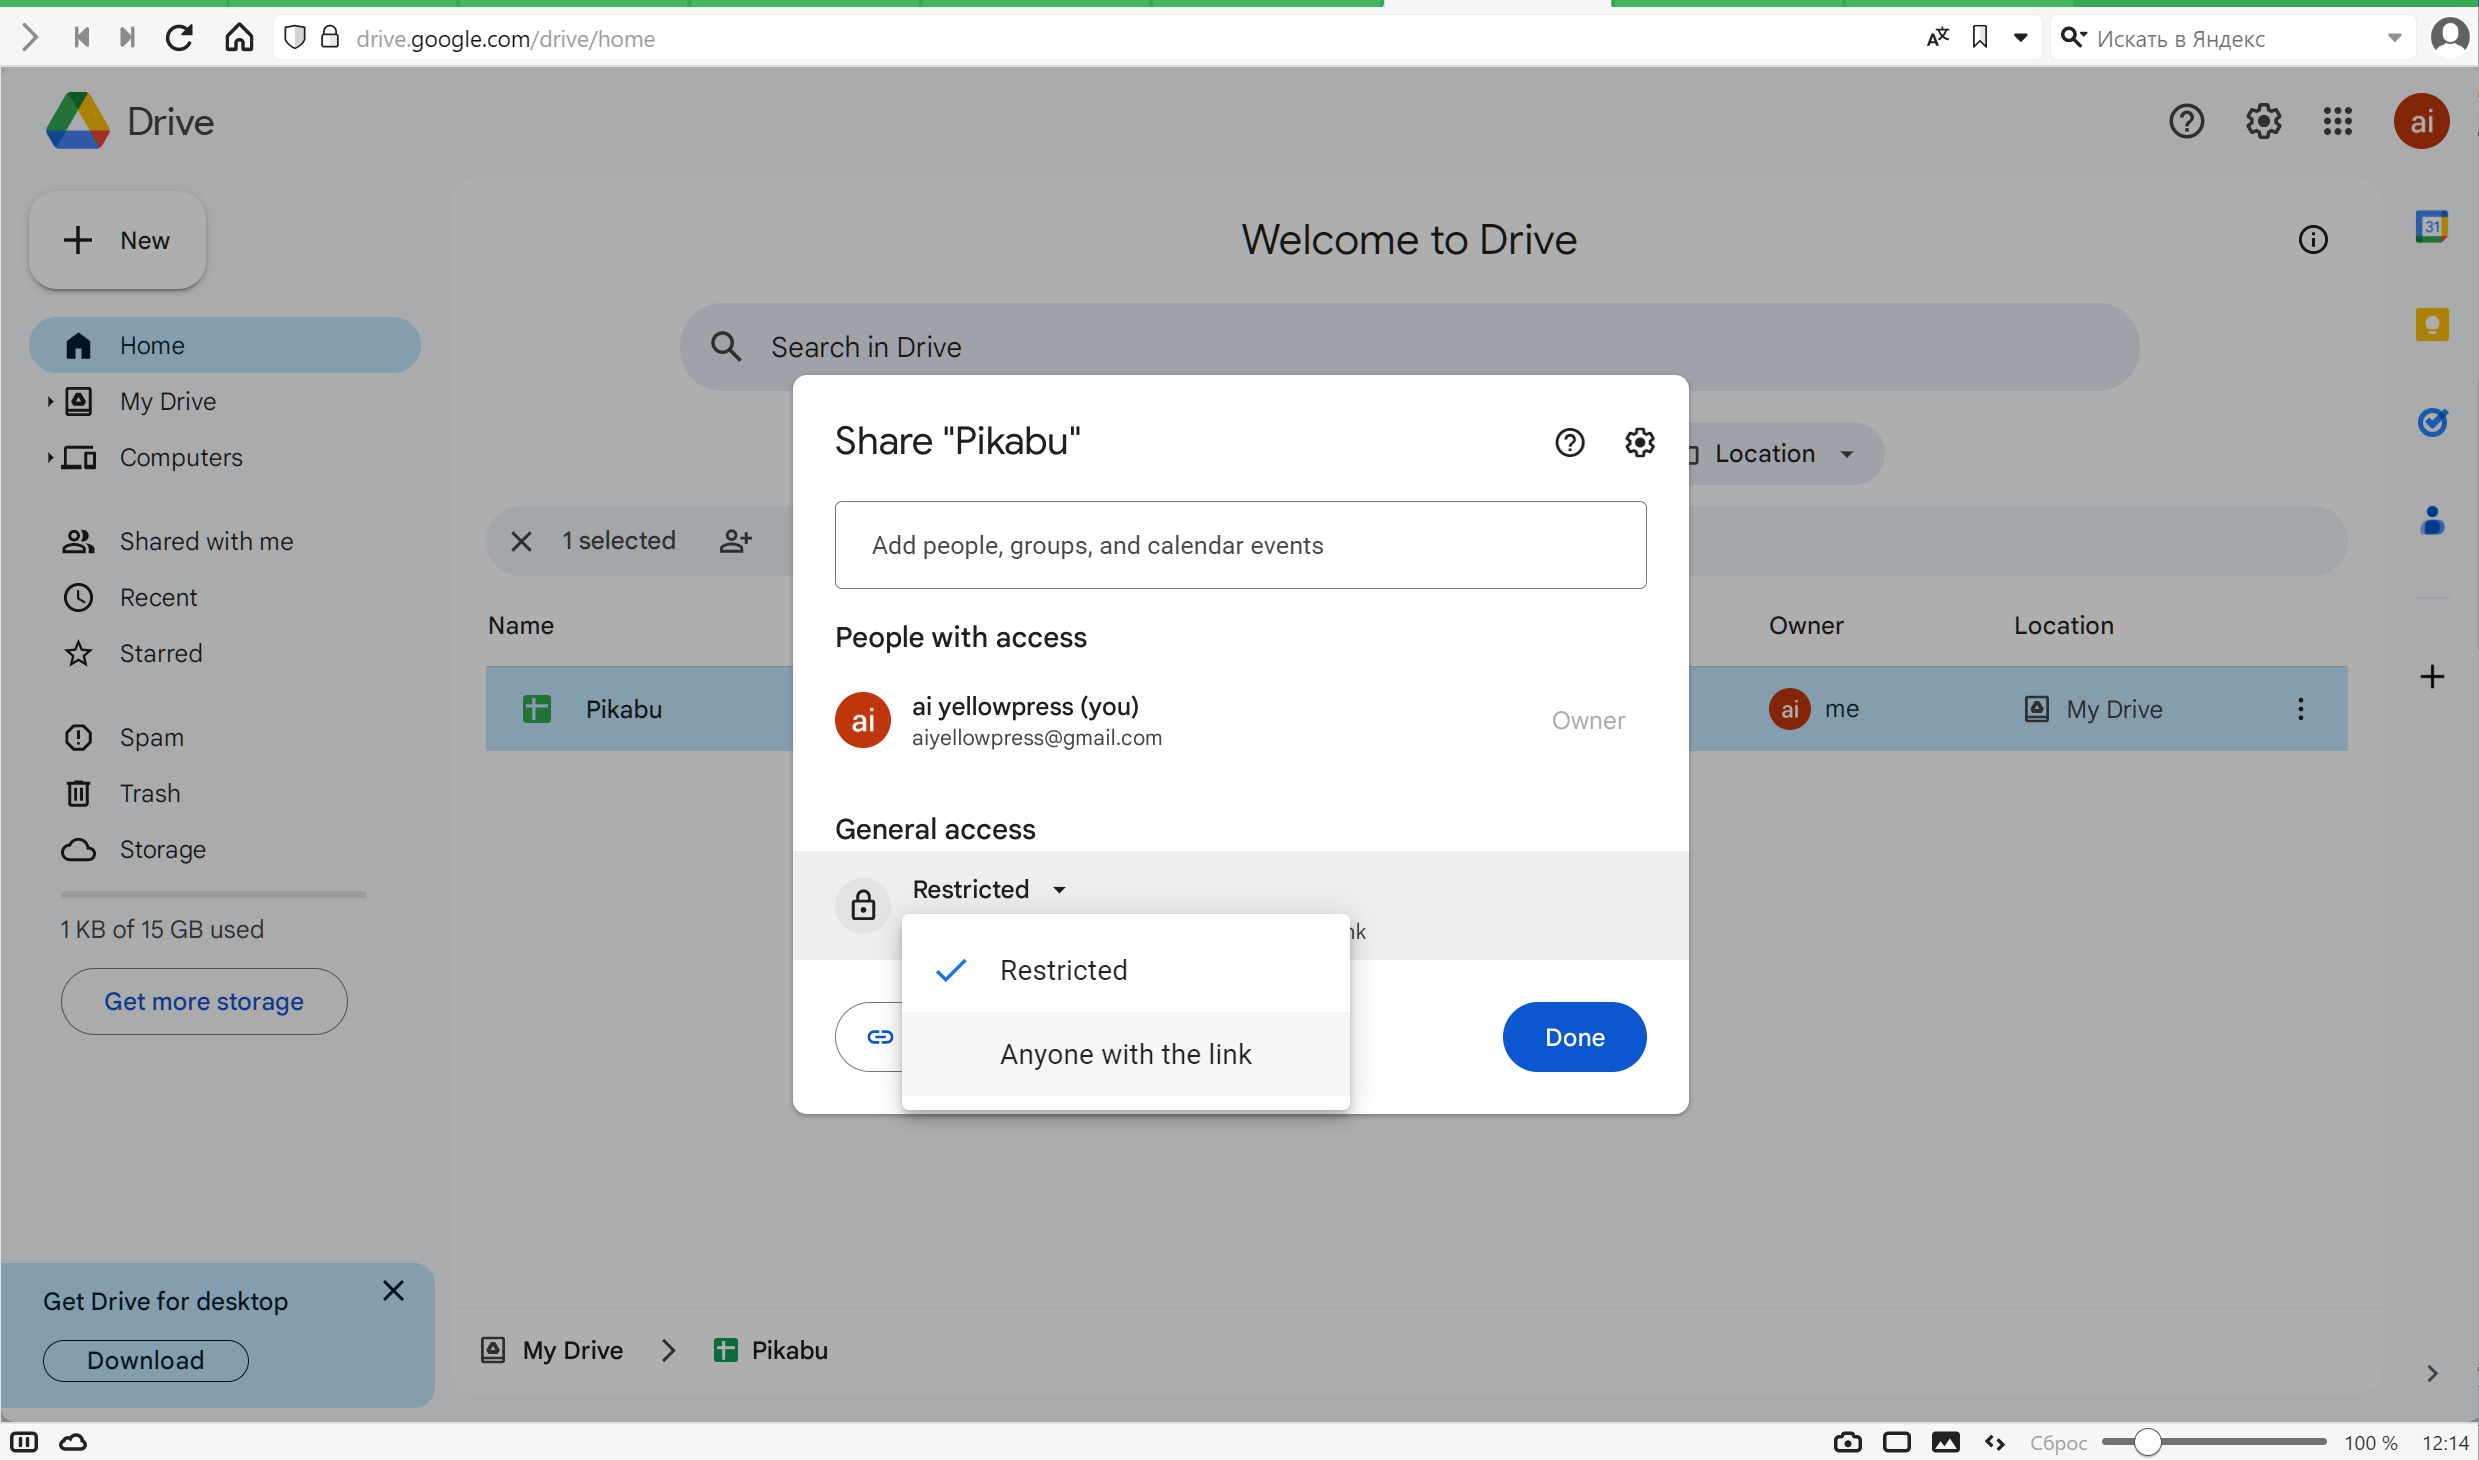 drive.google.com/drive/home
Искать в Яндекс
Drive
ai
New
Welcome to Drive
31
Home
Search in Drive
My Drive
Computers
Share "Pikabu"
Location
Shared with me
1 selected
Add people, groups, and calendar events
Recent
Name
People with access
Owner
Location
Starred
Pikabu
ai
ai yellowpress (you)
aiyellowpress@gmail.com
Owner
ai
me
My Drive
Spam
Trash
General access
Storage
Restricted
1 KB of 15 GB used
Restricted
Get more storage
Anyone with the link
Done
Get Drive for desktop
Download
My Drive
Pikabu
Сброс
100 %
12:14